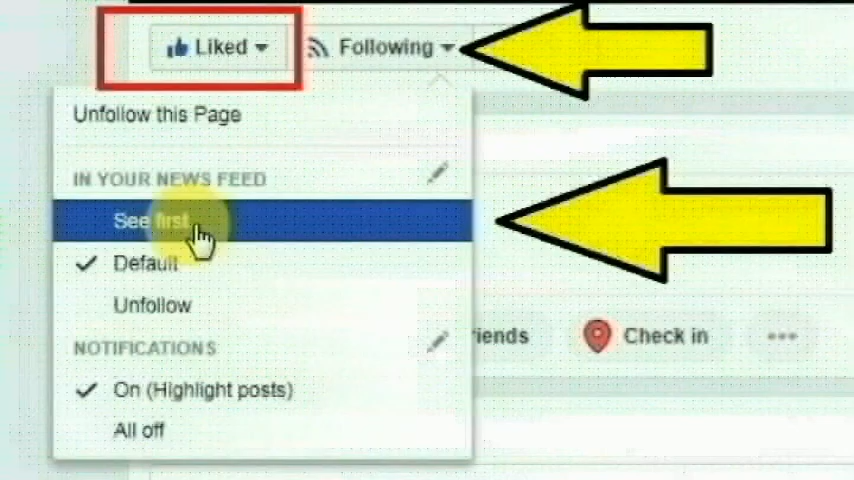 Liked Following
Unfollow this Page
IN YOUR NEWS FEED
See first
Default
Unfollow
riends Check in
NOTIFICATIONS
On (Highlight posts)
All off